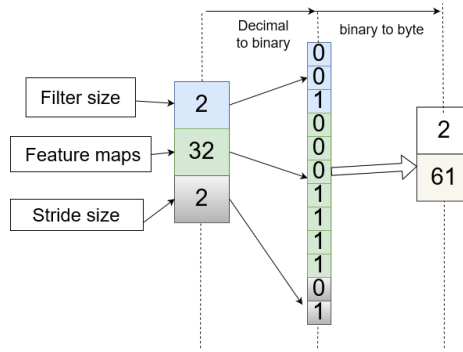 Decimal
to binary
binary to byte
Filter size
Feature maps
Stride size
2
32
2
0
0
1
0
0
0
1
1
1
1
0
1
2
61